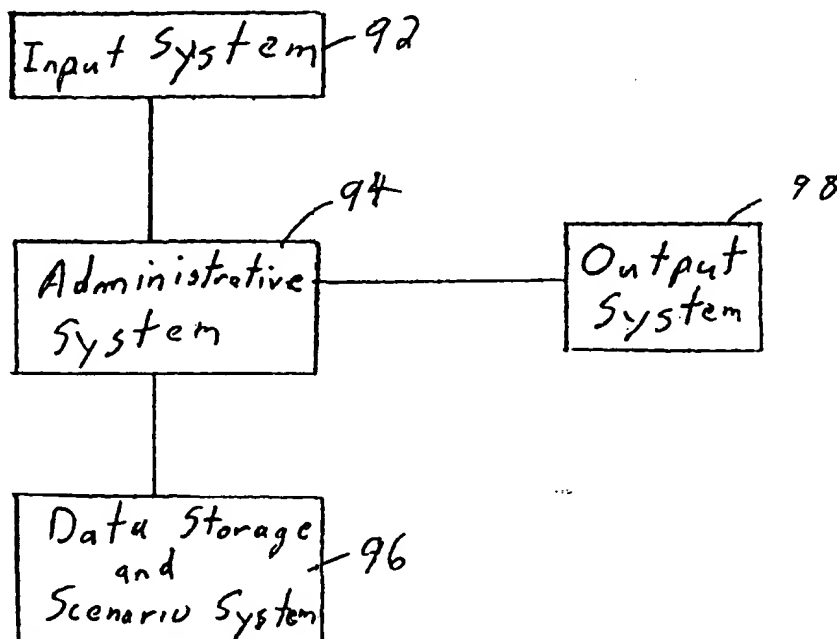 Input System 92
94
98
Administrative
System
Output
System
Data Storage
and
Scenario System
96